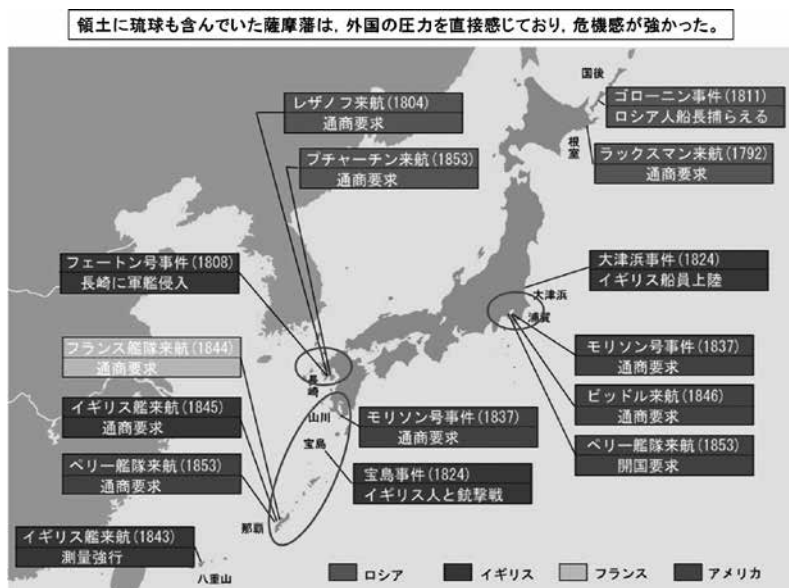 領土に琉球も含んでいた薩摩藩は，外国の圧力を直接感じており，危機感が強かった。
国後
レザノフ来航(1804)
通商要求
ゴローニン事件(1811)
ロシア人船長捕らえる
根室
プチャーチン来航(1853)
通商要求
ラックスマン来航(1792)
通商要求
フェートン号事件(1808)
長崎に軍艦侵入
大津浜事件(1824)
イギリス船員上陸
大津浜
浦賀
フランス艦隊来航(1844)
通商要求
モリソン号事件(1837)
通商要求
長崎
ビッドル来航(1846)
通商要求
イギリス艦来航(1845)
通商要求
山川
モリソン号事件(1837)
通商要求
ペリー艦隊来航(1853)
開国要求
宝島
ペリー艦隊来航(1853)
通商要求
宝島事件(1824)
イギリス人と銃撃戦
那覇
イギリス艦来航(1843)
測量強行
八重山
ロシア
イギリス
フランス
アメリカ